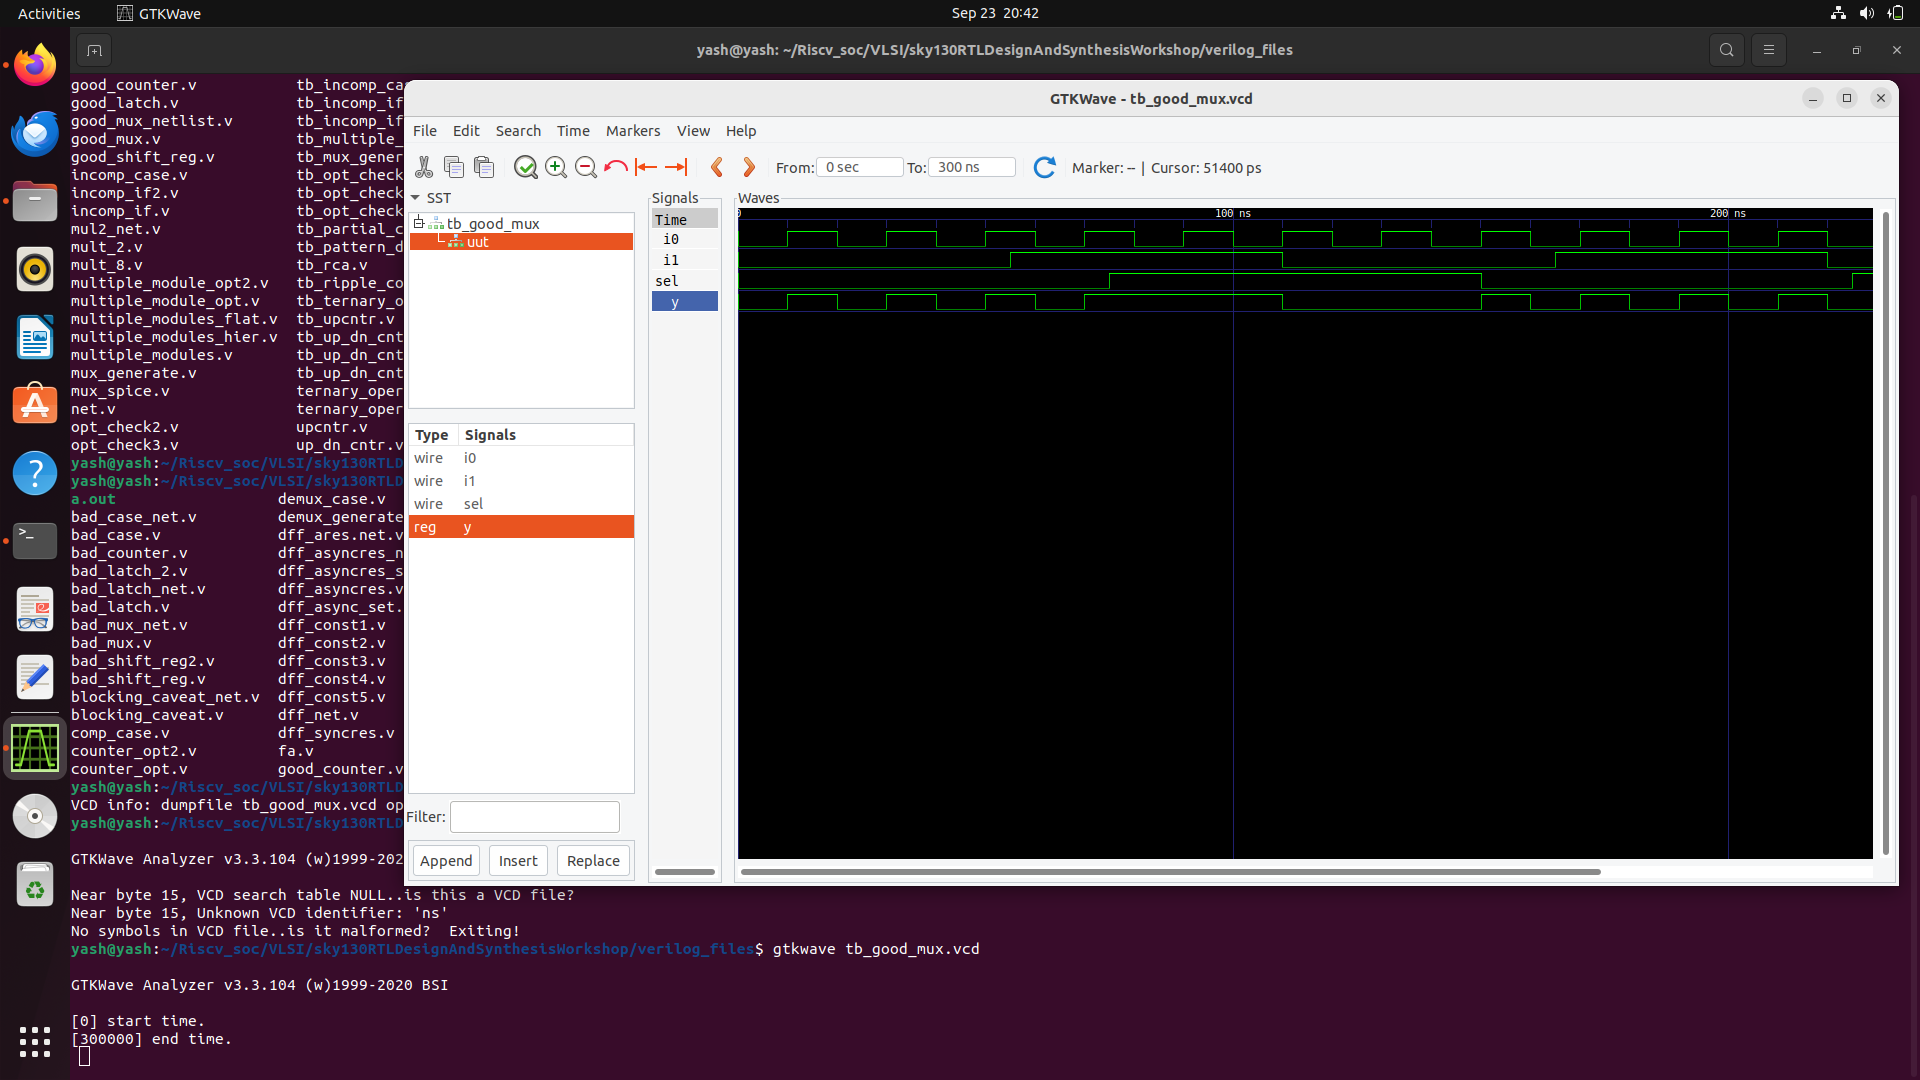 Activities GTKWave Sep 23 20:42
yash@yash: ~/Riscv_soc/VLSI/sky130RTLDesignAndSynthesisWorkshop/verilog_files
good_counter.v tb_incomp_ca
good_latch.v tb_incomp_if
good_mux_netlist.v tb_incomp_if
good_mux.v tb_multiple_
good_shift_reg.v tb_mux_gener
incomp_case.v tb_opt_check
incomp_if2.v tb_opt_check
incomp_if.v tb_opt_check
mul2_net.v tb_partial_c
mult_2.v tb_pattern_d
mult_8.v tb_rca.v
multiple_module_opt2.v tb_ripple_co
multiple_module_opt.v tb_ternary_o
multiple_modules_flat.v tb_upcntr.v
multiple_modules_hier.v tb_up_dn_cnt
multiple_modules.v tb_up_dn_cnt
mux_generate.v tb_up_dn_cnt
mux_spice.v ternary_oper
net.v ternary_oper
opt_check2.v upcntr.v
opt_check3.v up_dn_cntr.v
yash@yash:~/Riscv_soc/VLSI/sky130RTLD
yash@yash:~/Riscv_soc/VLSI/sky130RTLD
a.out demux_case.v
bad_case_net.v demux_generate
bad_case.v dff_ares.net.v
bad_counter.v dff_asyncres_n
bad_latch_2.v dff_asyncres_s
bad_latch_net.v dff_asyncres.v
bad_latch.v dff_async_set.
bad_mux_net.v dff_const1.v
bad_mux.v dff_const2.v
bad_shift_reg2.v dff_const3.v
bad_shift_reg.v dff_const4.v
blocking_caveat_net.v dff_const5.v
blocking_caveat.v dff_net.v
comp_case.v dff_syncres.v
counter_opt2.v fa.v
counter_opt.v good_counter.v
yash@yash:~/Riscv_soc/VLSI/sky130RTLD
VCD info: dumpfile tb_good_mux.vcd op
yash@yash:~/Riscv_soc/VLSI/sky130RTLD
GTKWave Analyzer v3.3.104 (w)1999-202
Near byte 15, VCD search table NULL..is this a VCD file?
Near byte 15, Unknown VCD identifier: 'ns'
No symbols in VCD file..is it malformed? Exiting!
yash@yash:~/Riscv_soc/VLSI/sky130RTLDesignAndSynthesisWorkshop/verilog_files$ gtkwave tb_good_mux.vcd
GTKWave Analyzer v3.3.104 (w)1999-2020 BSI
[0] start time.
[300000] end time.
GTKWave - tb_good_mux.vcd
File Edit Search Time Markers View Help
From: 0 sec To: 300 ns Marker: -- | Cursor: 51400 ps
SST
tb_good_mux
uut
Type Signals
wire i0
wire i1
wire sel
reg y
Filter:
Append Insert Replace
Signals
Time
i0
i1
sel
y
Waves
0 100 ns 200 ns